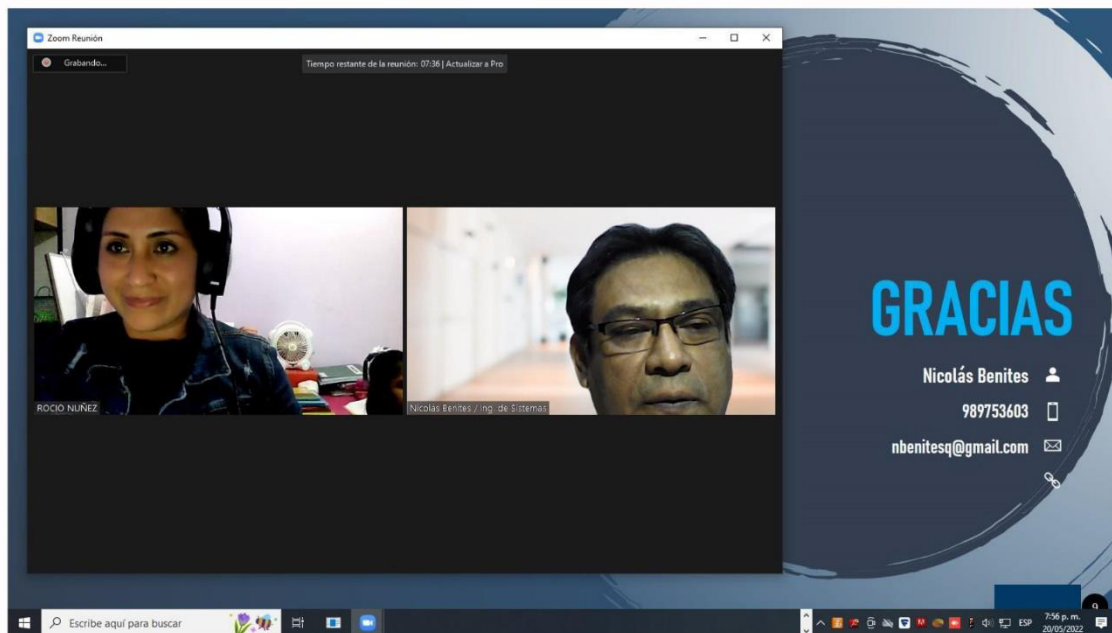 Zoom Reunión
Grabando...
Tiempo restante de la reunión: 07:36 | Actualizar a Pro
ROCIO NUÑEZ
Nicolás Benites / Ing. de Sistemas
GRACIAS
Nicolás Benites
989753603
nbenitesq@gmail.com
9
Escribe aquí para buscar
ESP
7:56 p. m.
20/05/2022